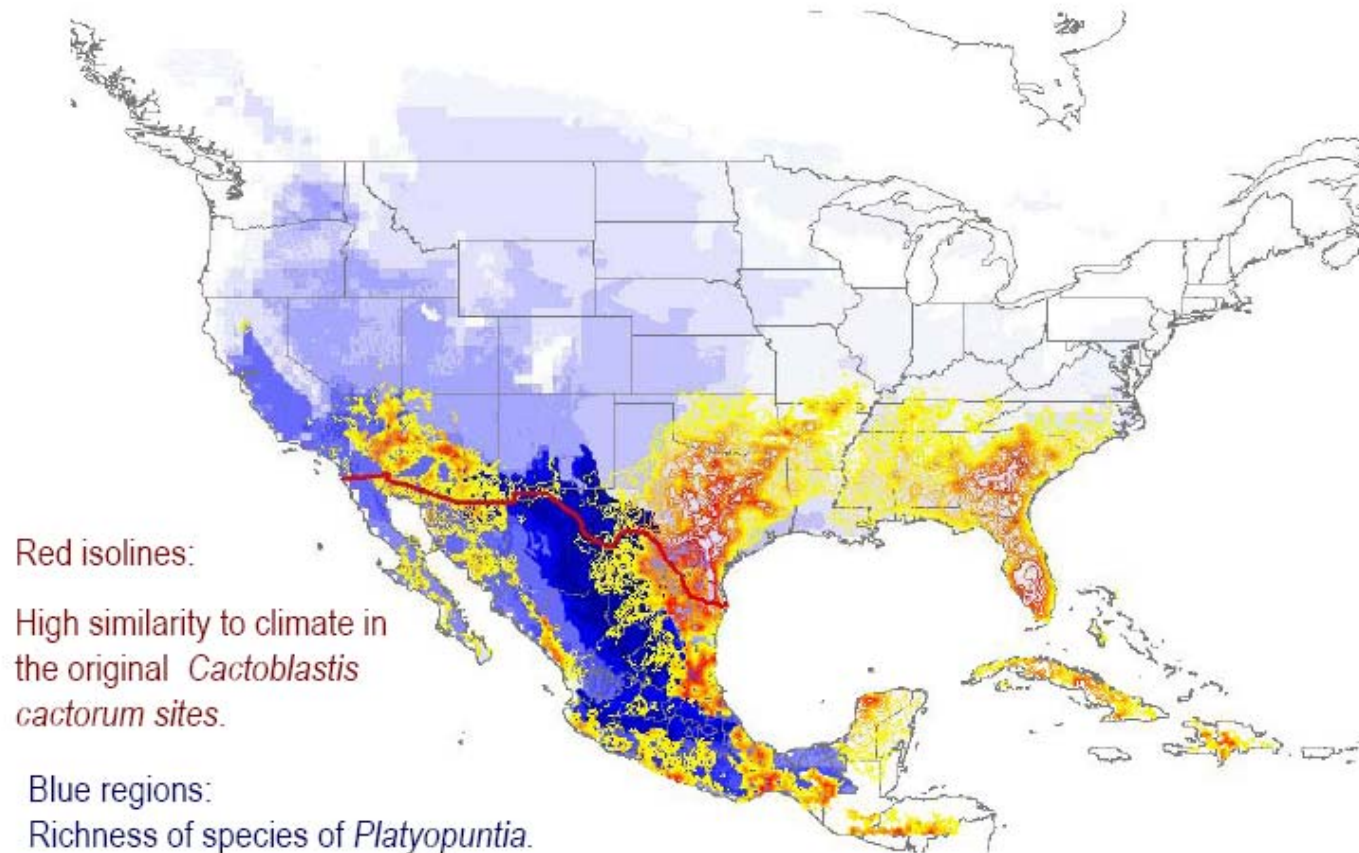 Red isolines:
High similarity to climate in
the original Cactoblastis
cactorum sites.
Blue regions:
Richness of species of Platyopuntia.